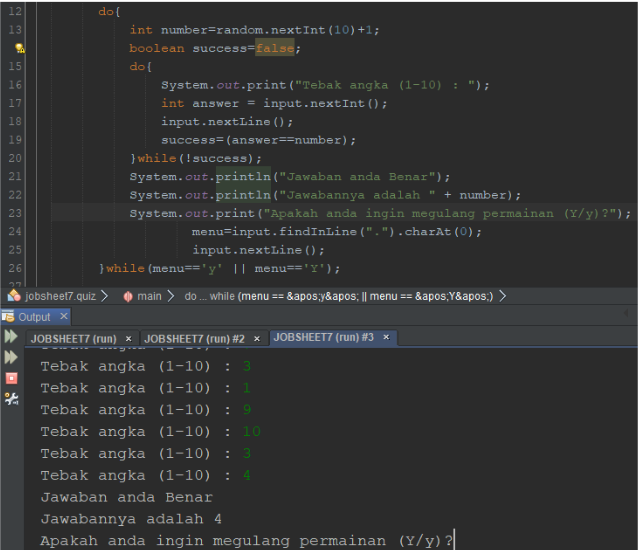 12 do{
13 int number=random.nextInt(10)+1;
boolean success=false;
15 do{
16 System.out.print("Tebak angka (1-10) : ");
17 int answer = input.nextInt();
18 input.nextLine();
19 success=(answer==number);
20 }while(!success);
21 System.out.println("Jawaban anda Benar");
22 System.out.println("Jawabannya adalah " + number);
23 System.out.print("Apakah anda ingin megulang permainan (Y/y)?");
24 menu=input.findInLine(".").charAt(0);
25 input.nextLine();
26 }while(menu=='y' || menu=='Y');
27
jobsheet7.quiz > main > do ... while (menu == &apos;y&apos; || menu == &apos;Y&apos;) >
Output ×
JOBSHEET7 (run) × JOBSHEET7 (run) #2 × JOBSHEET7 (run) #3 ×
Tebak angka (1-10) : 3
Tebak angka (1-10) : 1
Tebak angka (1-10) : 9
Tebak angka (1-10) : 10
Tebak angka (1-10) : 3
Tebak angka (1-10) : 4
Jawaban anda Benar
Jawabannya adalah 4
Apakah anda ingin megulang permainan (Y/y)?